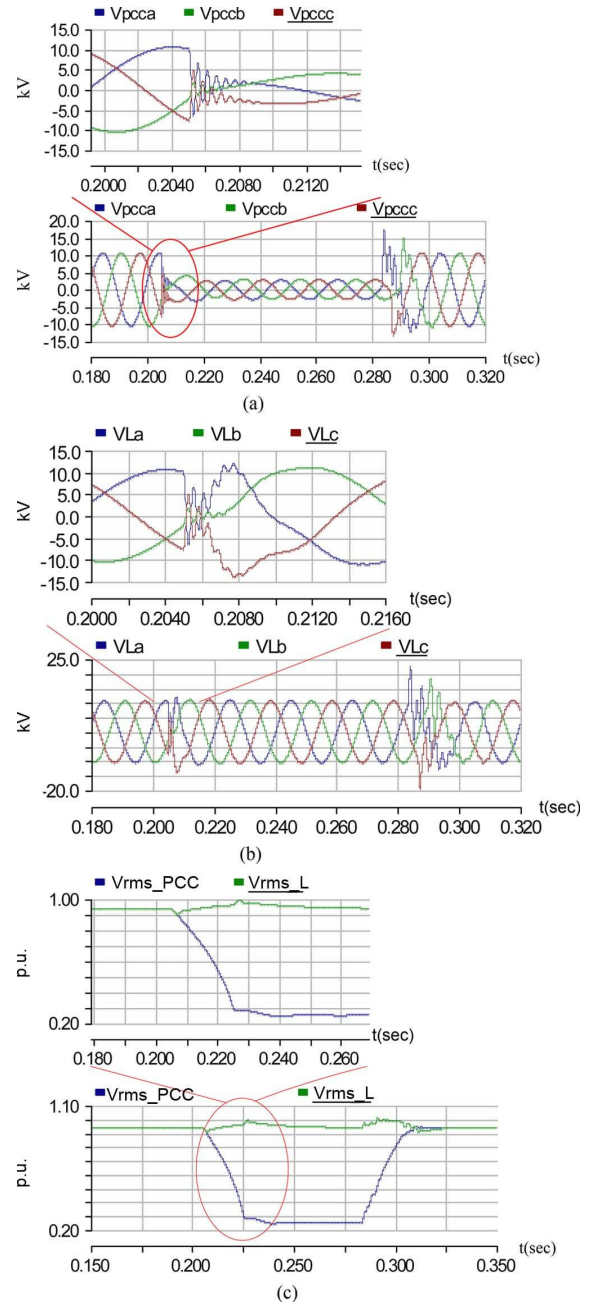 Vpcca Vpccb Vpccc
15.0
10.0
5.0
0.0
-5.0
-10.0
-15.0
kV
t(sec)
0.2000 0.2040 0.2080 0.2120
Vpcca Vpccb Vpccc
20.0
15.0
10.0
5.0
0.0
-5.0
-10.0
-15.0
kV
t(sec)
0.180 0.200 0.220 0.240 0.260 0.280 0.300 0.320
(a)
VLa VLb VLc
15.0
10.0
5.0
0.0
-5.0
-10.0
-15.0
kV
0.2000 0.2040 0.2080 0.2120 0.2160
t(sec)
VLa VLb VLc
25.0
kV
-20.0
t(sec)
0.180 0.200 0.220 0.240 0.260 0.280 0.300 0.320
(b)
Vrms_PCC Vrms_L
1.00
p.u.
0.20
t(sec)
0.180 0.200 0.220 0.240 0.260
Vrms_PCC Vrms_L
1.10
p.u.
0.20
t(sec)
0.150 0.200 0.250 0.300 0.350
(c)